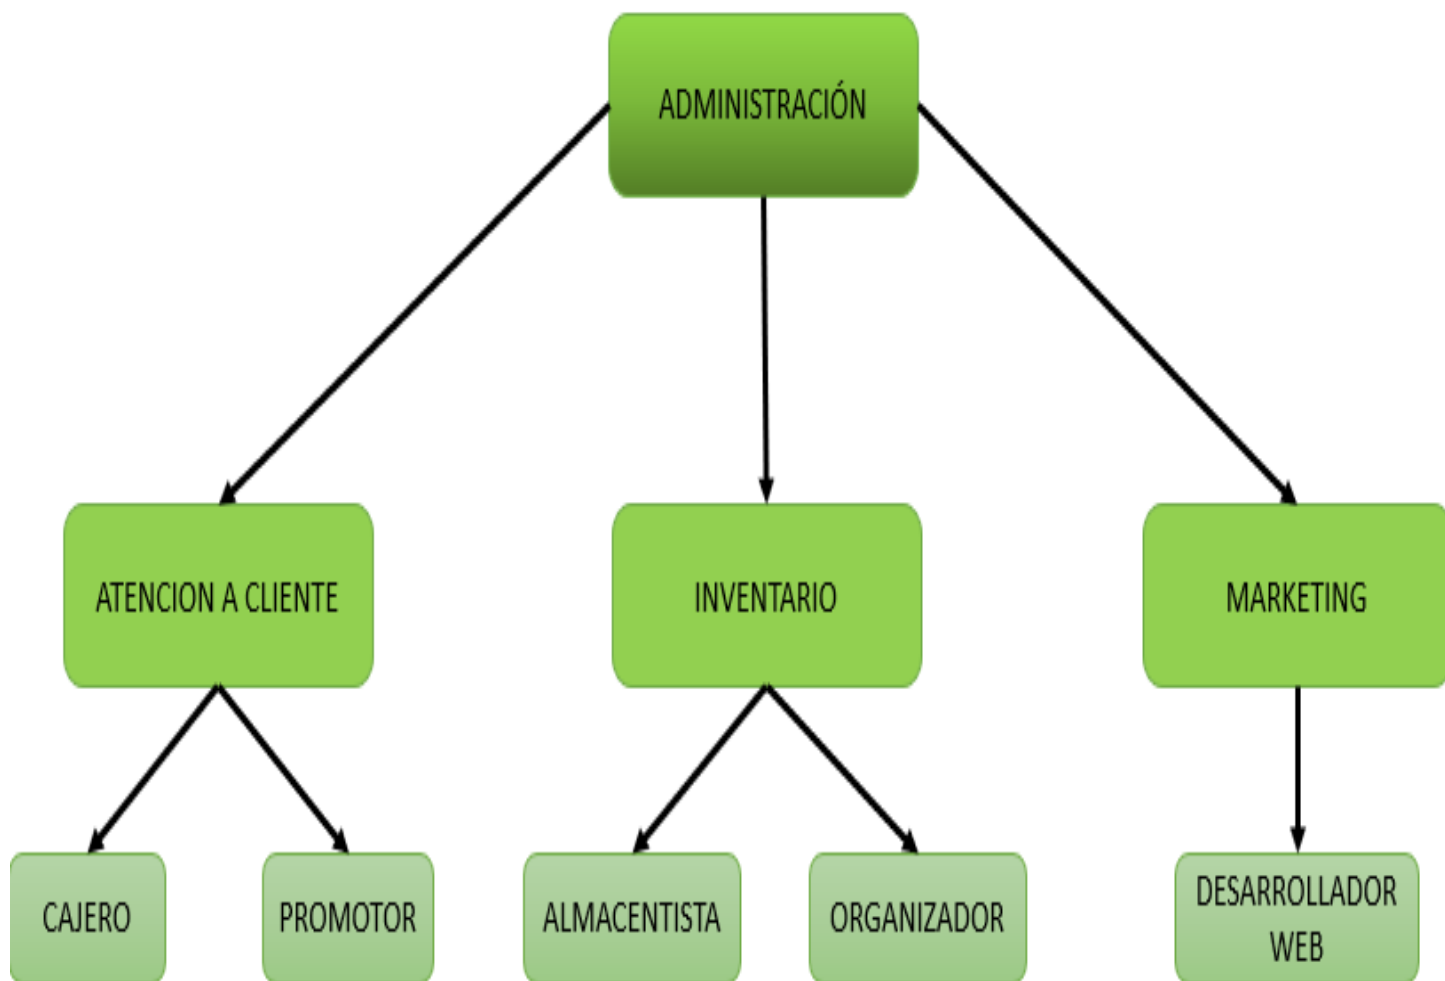 ADMINISTRACIÓN
ATENCION A CLIENTE
INVENTARIO
MARKETING
CAJERO
PROMOTOR
ALMACENTISTA
ORGANIZADOR
DESARROLLADOR
WEB